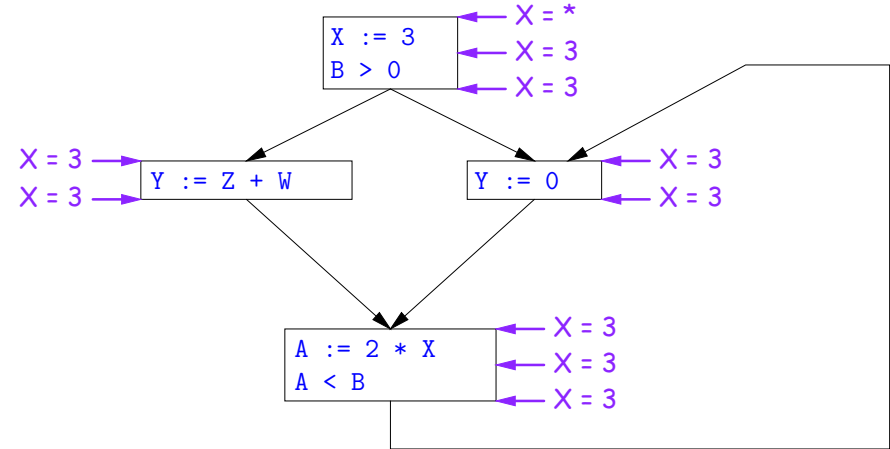 X = *
X := 3
X = 3
B > 0
X = 3
X = 3
X = 3
Y := Z + W
Y := 0
X = 3
X = 3
X = 3
A := 2 * X
X = 3
A < B
X = 3
X = 3